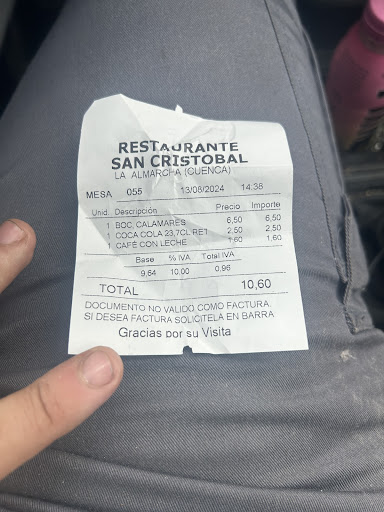 RESTAURANTE
SAN CRISTOBAL
LA ALMARCHA (CUENCA)
MESA 055 13/08/2024 14:38
Unid. Descripción Precio Importe
1 BOC. CALAMARES 6,50 6,50
1 COCA COLA 23,7CL RET 2,50 2,50
1 CAFÉ CON LECHE 1,60 1,60
Base % IVA Total IVA
9,64 10,00 0,96
TOTAL 10,60
DOCUMENTO NO VALIDO COMO FACTURA
SI DESEA FACTURA SOLICITELA EN BARRA
Gracias por su Visita